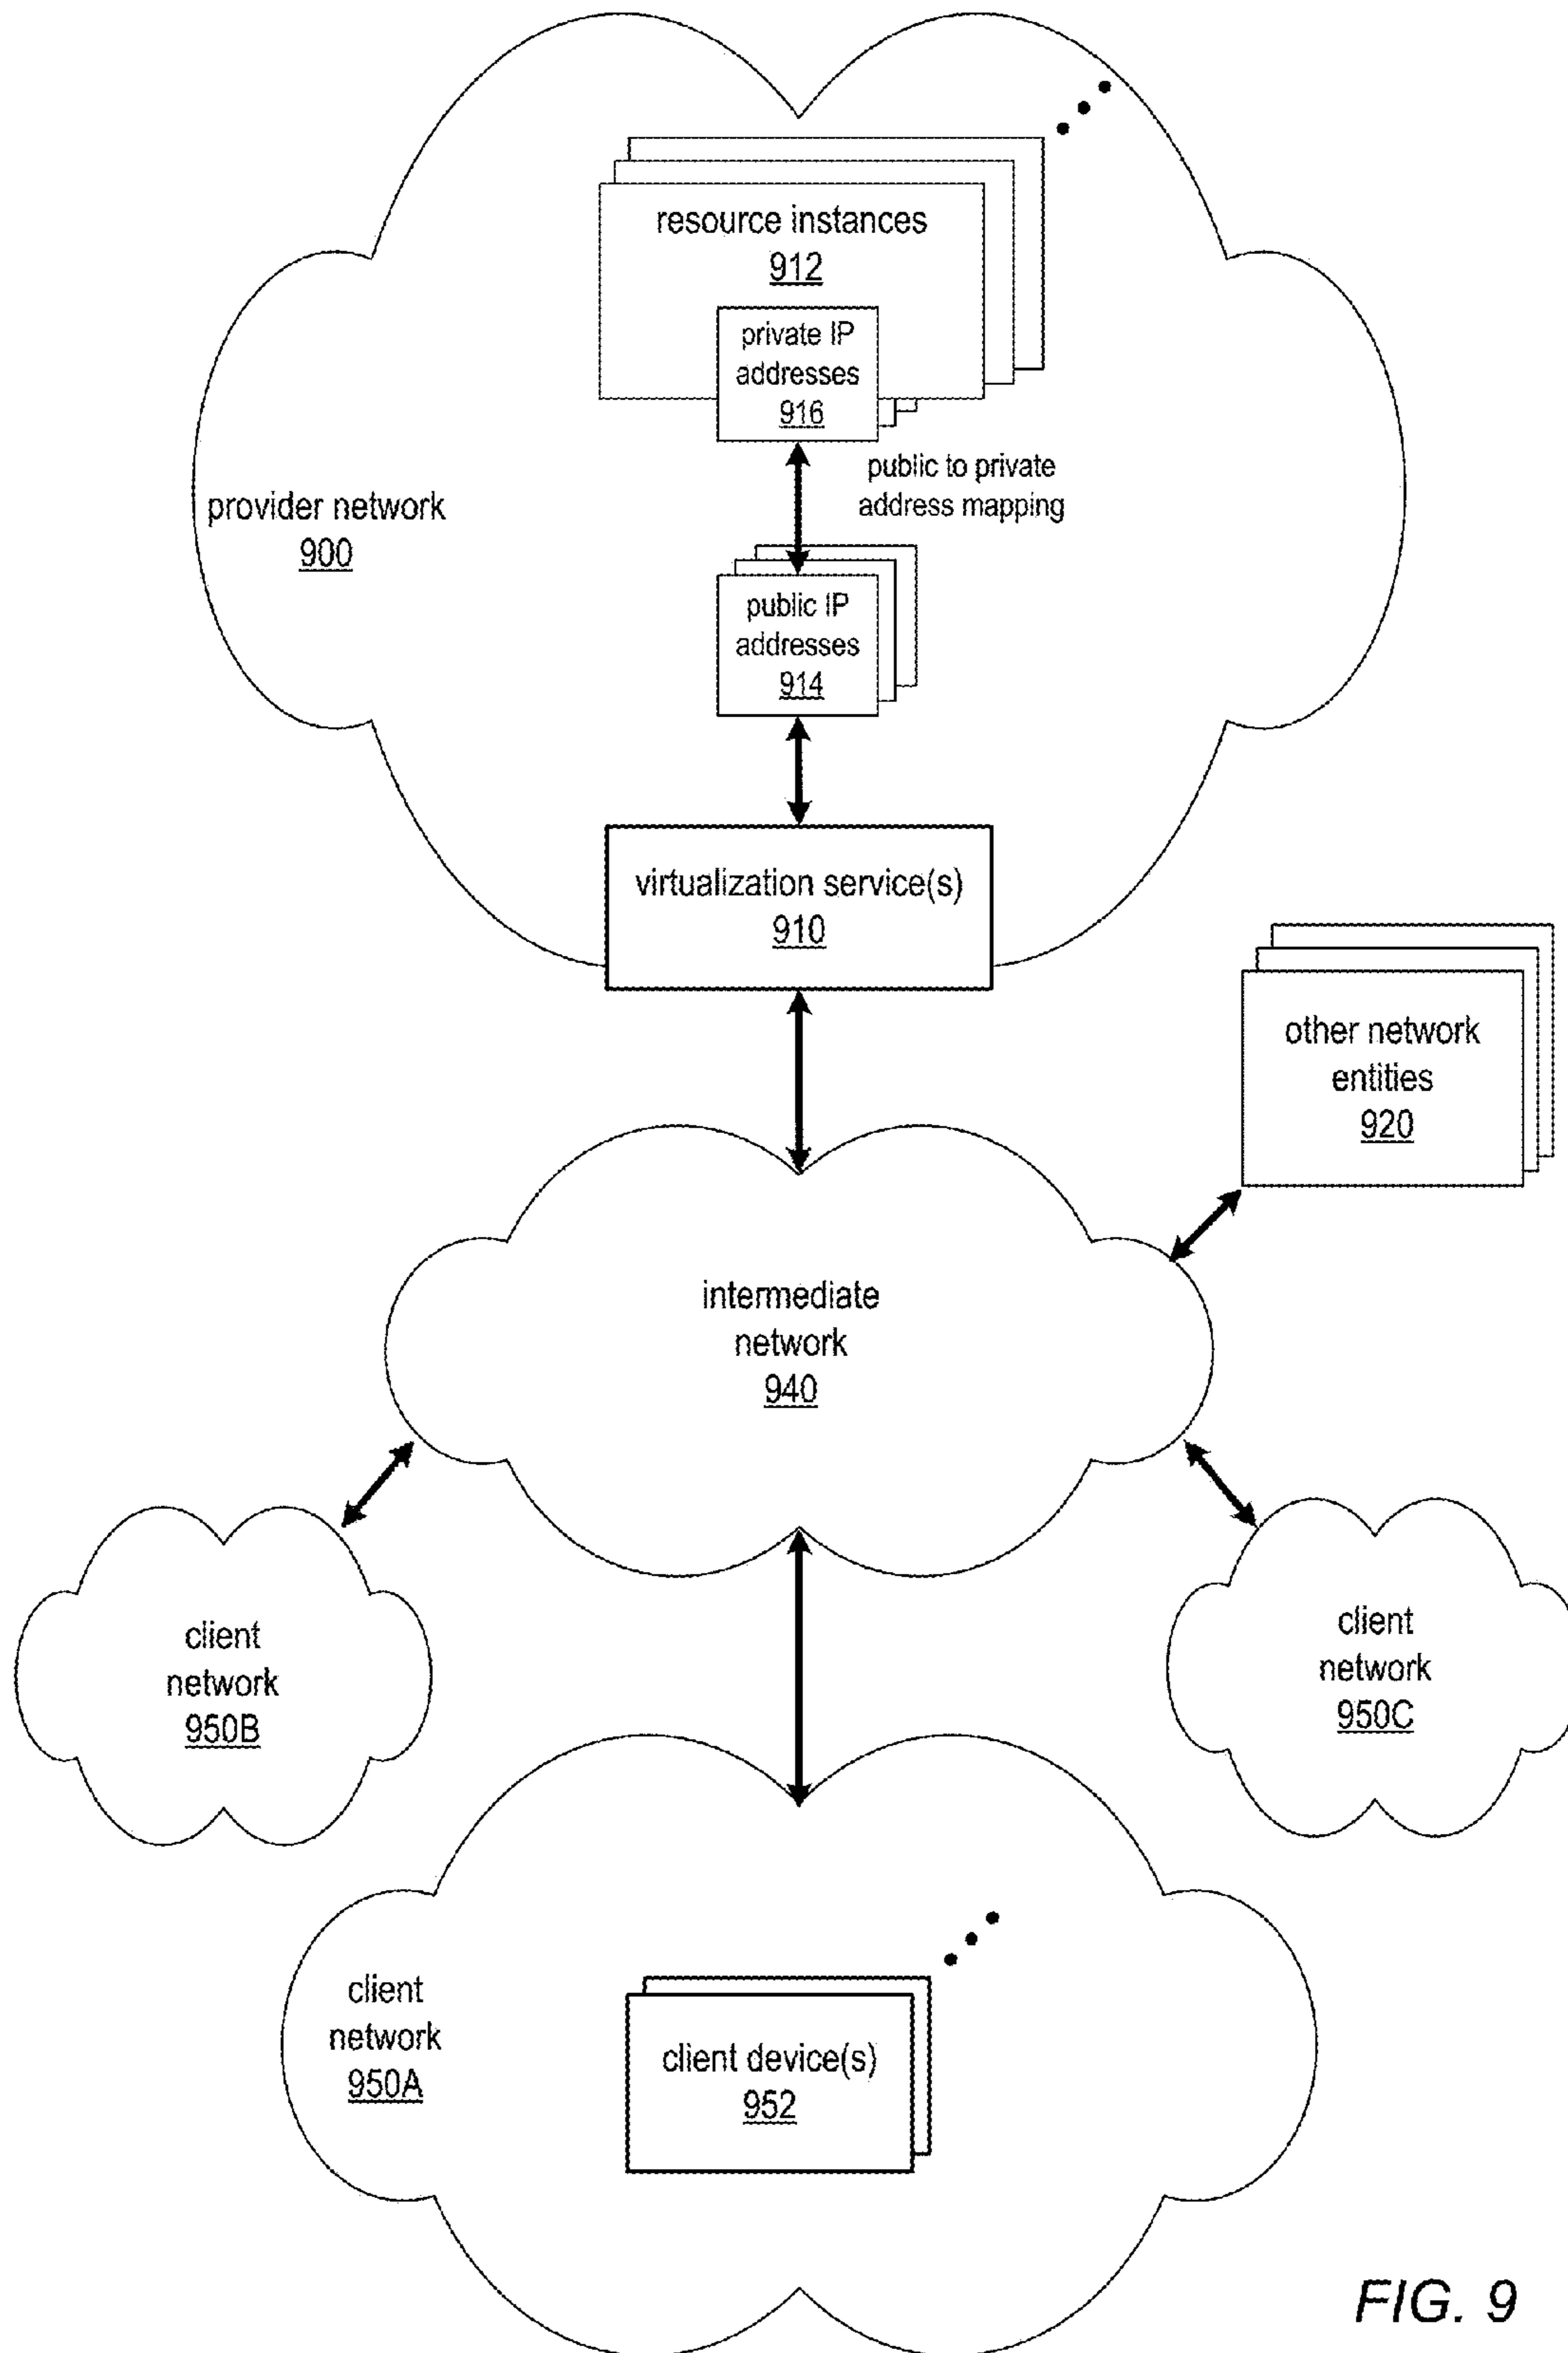 resource instances
912
private IP
addresses
916
public to private
address mapping
provider network
900
public IP
addresses
914
virtualization service(s)
910
other network
entities
920
intermediate
network
940
client
network
950B
client
network
950C
client
network
950A
client device(s)
952
FIG. 9